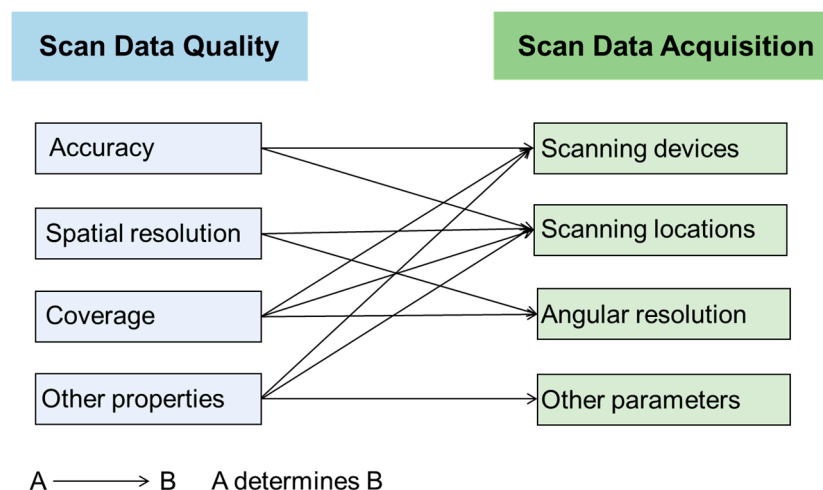 Scan Data Quality
Scan Data Acquisition
Accuracy
Scanning devices
Spatial resolution
Scanning locations
Coverage
Angular resolution
Other properties
Other parameters
A B A determines B